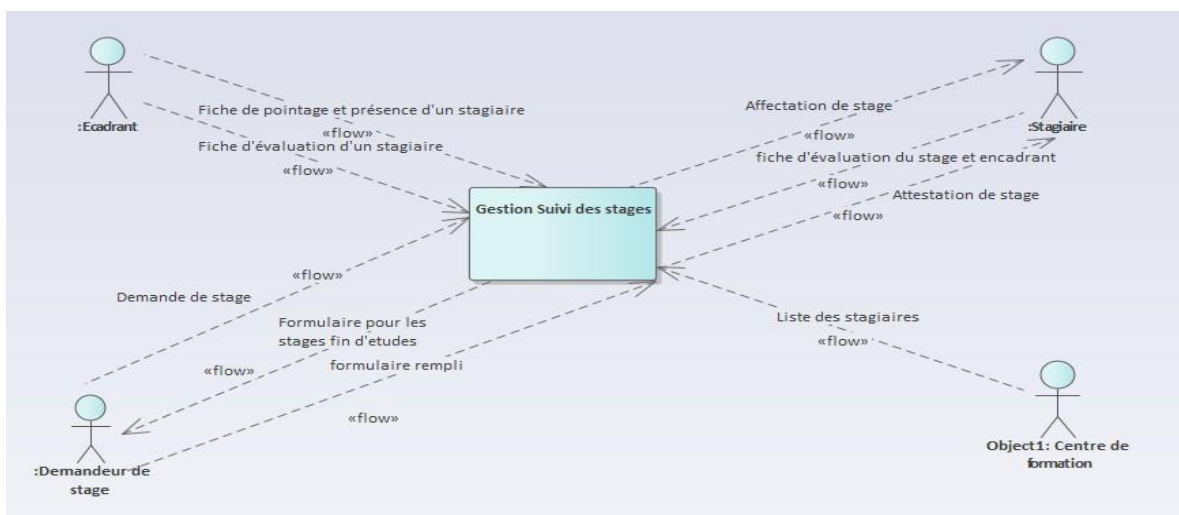 :Ecadrant
Fiche de pointage et présence d'un stagiaire
«flow»
Fiche d'évaluation d'un stagiaire
«flow»
Affectation de stage
«flow»
:Stagiaire
fiche d'évaluation du stage et encadrant
«flow»
Attestation de stage
«flow»
Gestion Suivi des stages
«flow»
Demande de stage
Formulaire pour les
stages fin d'etudes
«flow»
formulaire rempli
«flow»
Liste des stagiaires
«flow»
:Demandeur de
stage
Object1: Centre de
formation